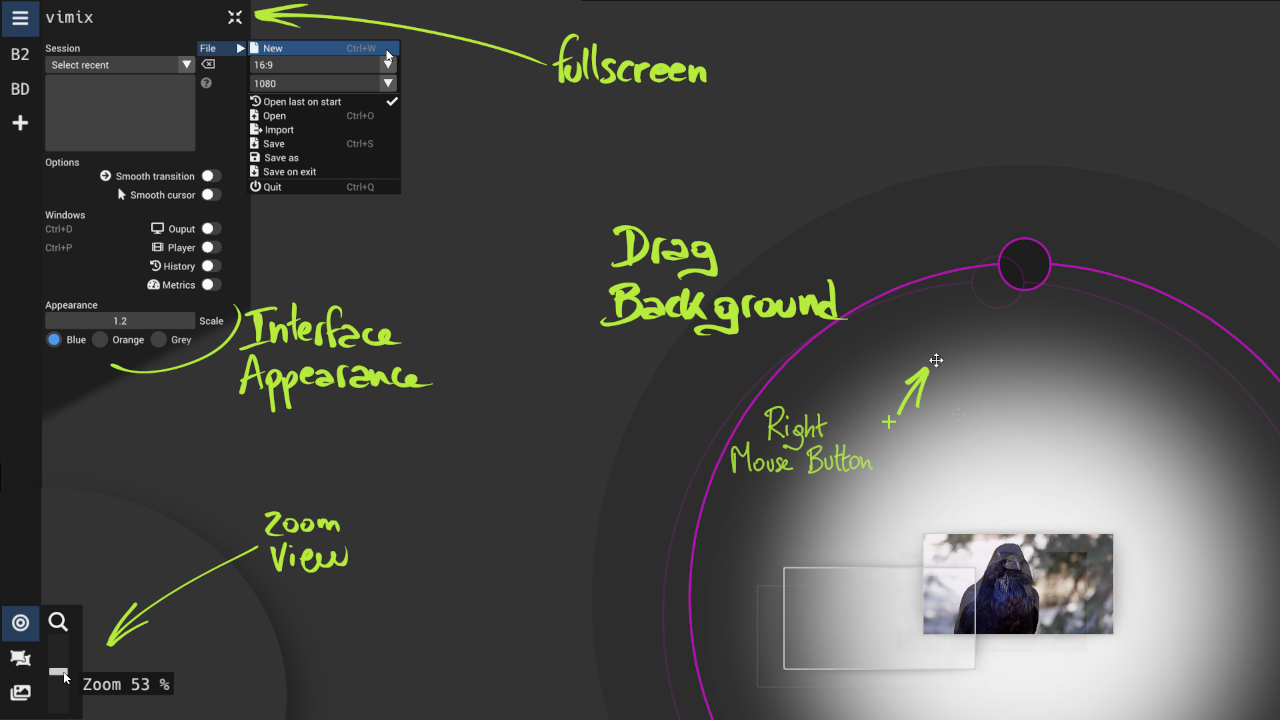 vimix
fullscreen
B2
BD
Session
Select recent
File
New Ctrl+W
16:9
1080
Open last on start
Open Ctrl+O
Import
Save Ctrl+S
Save as
Save on exit
Quit Ctrl+Q
?
Options
Smooth transition
Smooth cursor
Windows
Ctrl+D Ouput
Ctrl+P Player
History
Metrics
Appearance
1.2 Scale
Blue Orange Grey
Interface
Appearance
Drag
Background
Right
Mouse Button
Zoom
View
Zoom 53 %